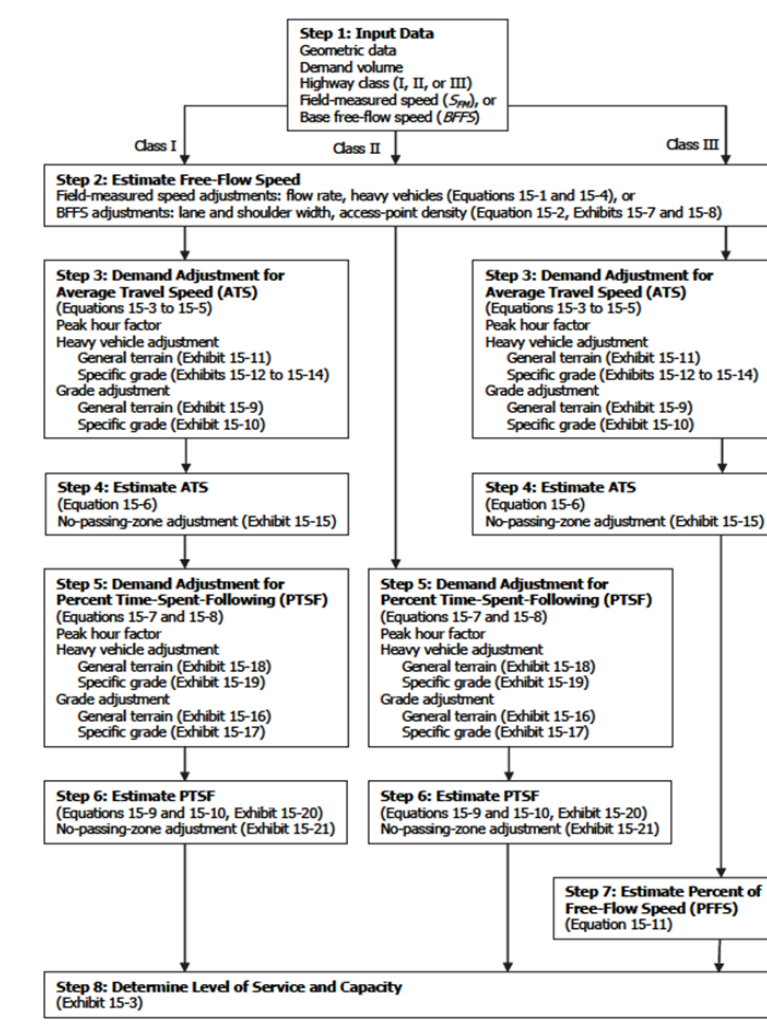 Step 1: Input Data
Geometric data
Demand volume
Highway class (I, II, or III)
Field-measured speed (S_FM), or
Base free-flow speed (BFFS)
Class I
Class II
Class III
Step 2: Estimate Free-Flow Speed
Field-measured speed adjustments: flow rate, heavy vehicles (Equations 15-1 and 15-4), or
BFFS adjustments: lane and shoulder width, access-point density (Equation 15-2, Exhibits 15-7 and 15-8)
Step 3: Demand Adjustment for
Average Travel Speed (ATS)
(Equations 15-3 to 15-5)
Peak hour factor
Heavy vehicle adjustment
General terrain (Exhibit 15-11)
Specific grade (Exhibits 15-12 to 15-14)
Grade adjustment
General terrain (Exhibit 15-9)
Specific grade (Exhibit 15-10)
Step 3: Demand Adjustment for
Average Travel Speed (ATS)
(Equations 15-3 to 15-5)
Peak hour factor
Heavy vehicle adjustment
General terrain (Exhibit 15-11)
Specific grade (Exhibits 15-12 to 15-14)
Grade adjustment
General terrain (Exhibit 15-9)
Specific grade (Exhibit 15-10)
Step 4: Estimate ATS
(Equation 15-6)
No-passing-zone adjustment (Exhibit 15-15)
Step 4: Estimate ATS
(Equation 15-6)
No-passing-zone adjustment (Exhibit 15-15)
Step 5: Demand Adjustment for
Percent Time-Spent-Following (PTSF)
(Equations 15-7 and 15-8)
Peak hour factor
Heavy vehicle adjustment
General terrain (Exhibit 15-18)
Specific grade (Exhibit 15-19)
Grade adjustment
General terrain (Exhibit 15-16)
Specific grade (Exhibit 15-17)
Step 5: Demand Adjustment for
Percent Time-Spent-Following (PTSF)
(Equations 15-7 and 15-8)
Peak hour factor
Heavy vehicle adjustment
General terrain (Exhibit 15-18)
Specific grade (Exhibit 15-19)
Grade adjustment
General terrain (Exhibit 15-16)
Specific grade (Exhibit 15-17)
Step 6: Estimate PTSF
(Equations 15-9 and 15-10, Exhibit 15-20)
No-passing-zone adjustment (Exhibit 15-21)
Step 6: Estimate PTSF
(Equations 15-9 and 15-10, Exhibit 15-20)
No-passing-zone adjustment (Exhibit 15-21)
Step 7: Estimate Percent of
Free-Flow Speed (PFFS)
(Equation 15-11)
Step 8: Determine Level of Service and Capacity
(Exhibit 15-3)